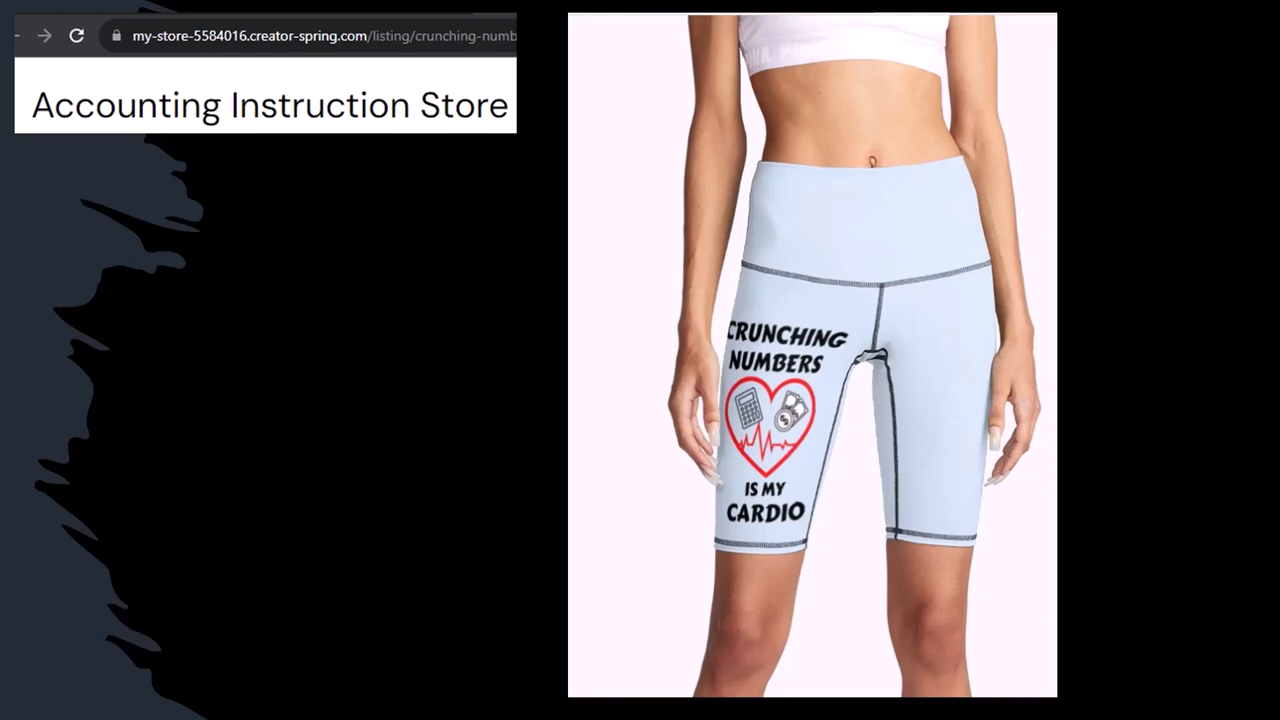 my-store-5584016.creator-spring.com/listing/crunching-numb
Accounting Instruction Store
CRUNCHING
NUMBERS
IS MY
CARDIO